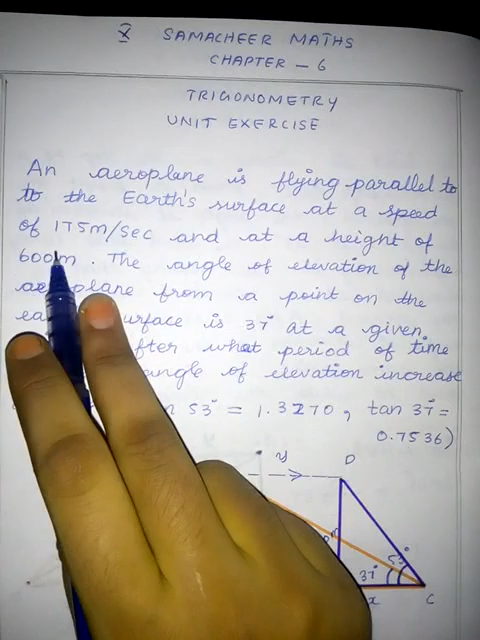 X SAMACHEER MATHS
CHAPTER - 6
TRIGONOMETRY
UNIT EXERCISE
An aeroplane is flying parallel to
to the Earth's surface at a speed
of 175m/sec and at a height of
600m. The angle of elevation of the
aeroplane from a point on the
surface is 37° at a given
after what period of time
angle of elevation increase
53° = 1.3270, tan 37° =
0.7536)
y D
37° 53°
x C